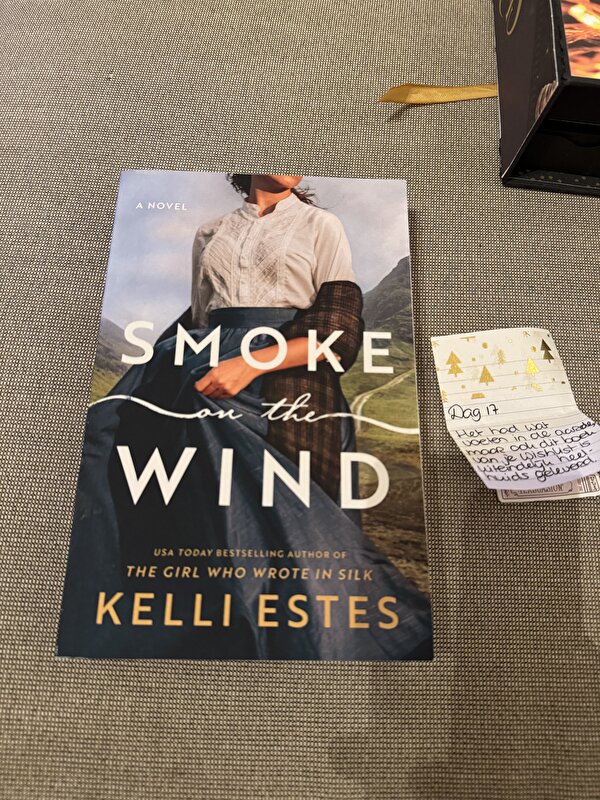 A NOVEL
SMOKE
on the
WIND
USA TODAY BESTSELLING AUTHOR OF
THE GIRL WHO WROTE IN SILK
KELLI ESTES
Dag 17
Het had wat
voeten in de aarde
maar ook dit boek
van je wishlist is
uiteindelijk heel-
huids geleverd